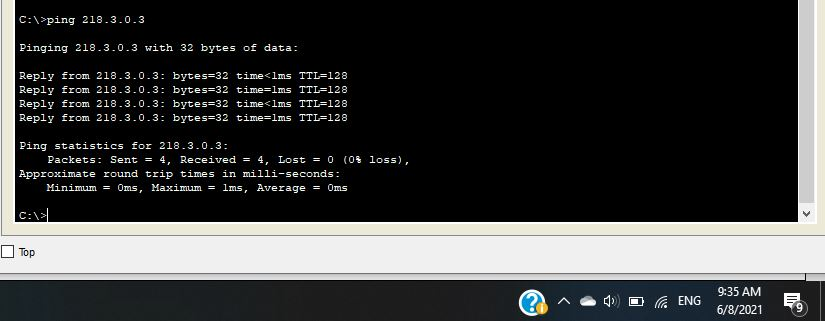 C:\>ping 218.3.0.3
Pinging 218.3.0.3 with 32 bytes of data:
Reply from 218.3.0.3: bytes=32 time<1ms TTL=128
Reply from 218.3.0.3: bytes=32 time=1ms TTL=128
Reply from 218.3.0.3: bytes=32 time<1ms TTL=128
Reply from 218.3.0.3: bytes=32 time=1ms TTL=128
Ping statistics for 218.3.0.3:
Packets: Sent = 4, Received = 4, Lost = 0 (0% loss),
Approximate round trip times in milli-seconds:
Minimum = 0ms, Maximum = 1ms, Average = 0ms
C:\>
Top
ENG
9:35 AM
6/8/2021
9